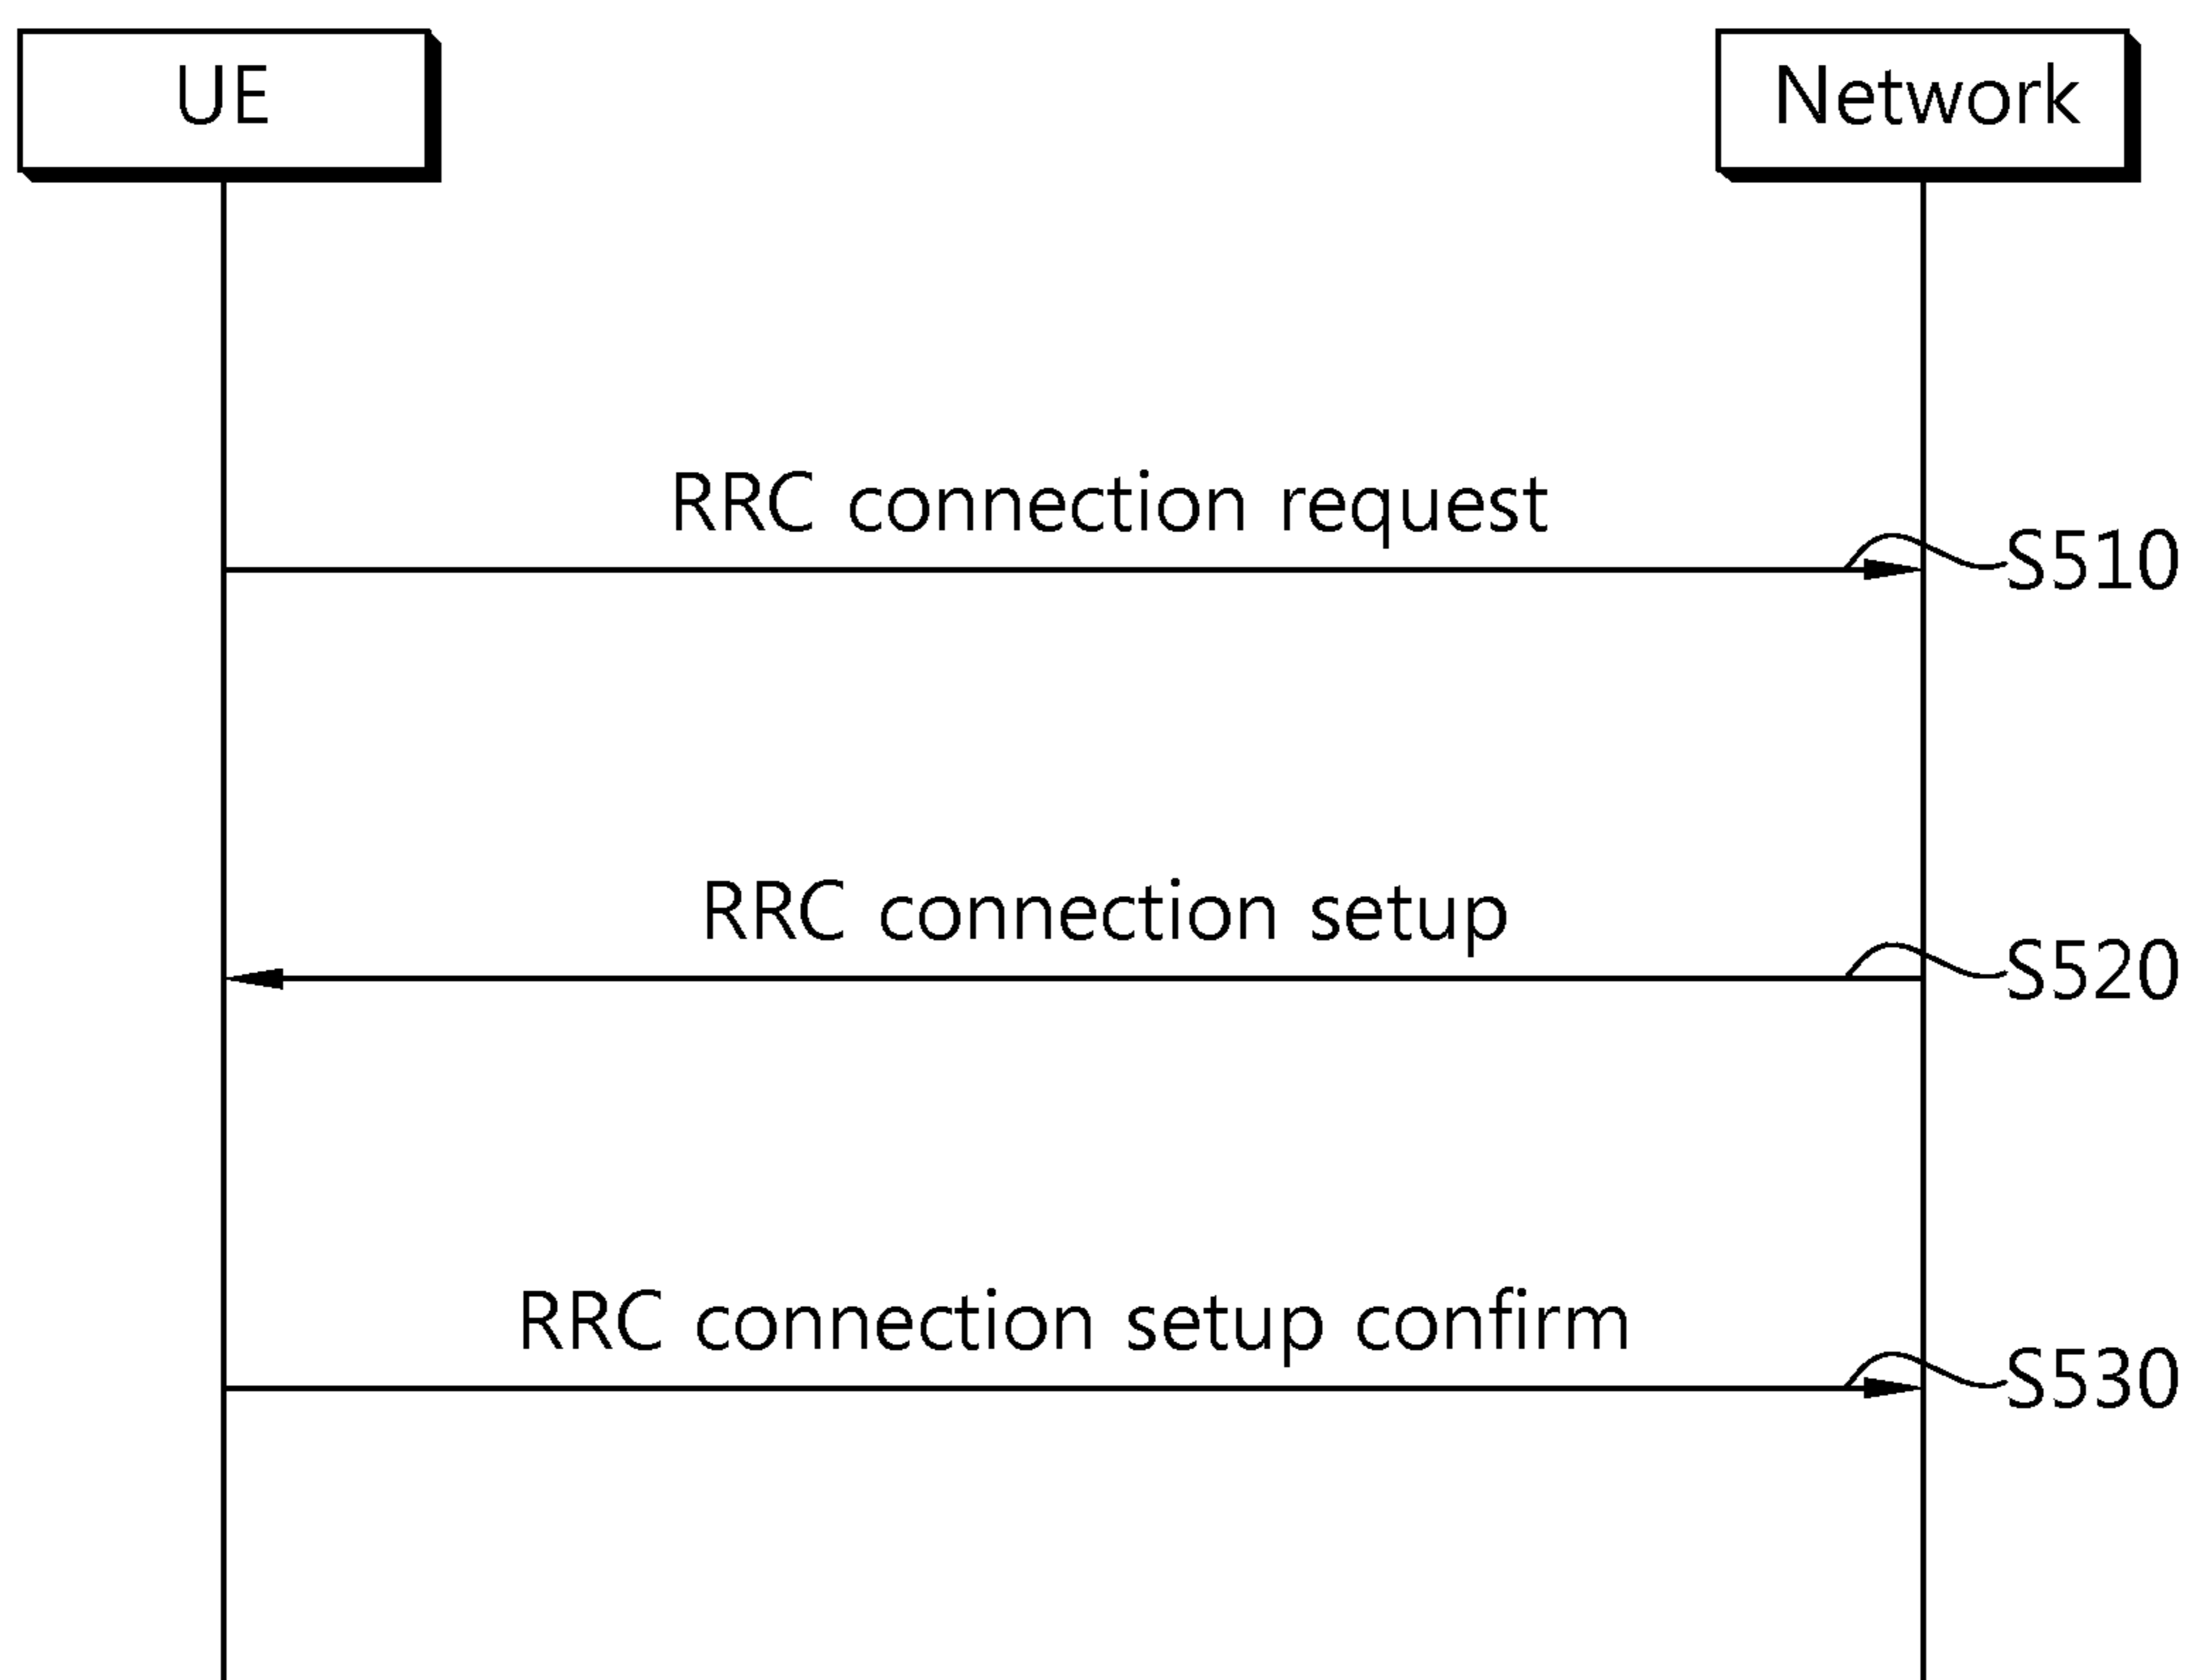 UE
Network
RRC connection request
S510
RRC connection setup
S520
RRC connection setup confirm
S530